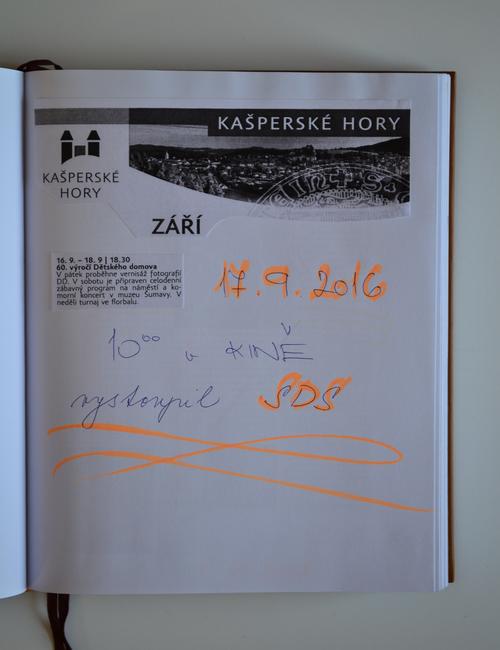 KAŠPERSKÉ HORY
KAŠPERSKÉ
HORY
ZÁŘÍ
16. 9. – 18. 9 | 18.30
60. výročí Dětského domova
V pátek proběhne vernisáž fotografií
DD. V sobotu je připraven celodenní
zábavný program na náměstí a ko-
morní koncert v muzeu Šumavy. V
neděli turnaj ve florbalu.
17. 9. 2016
10⁰⁰ v KINĚ
vystoupil SDS